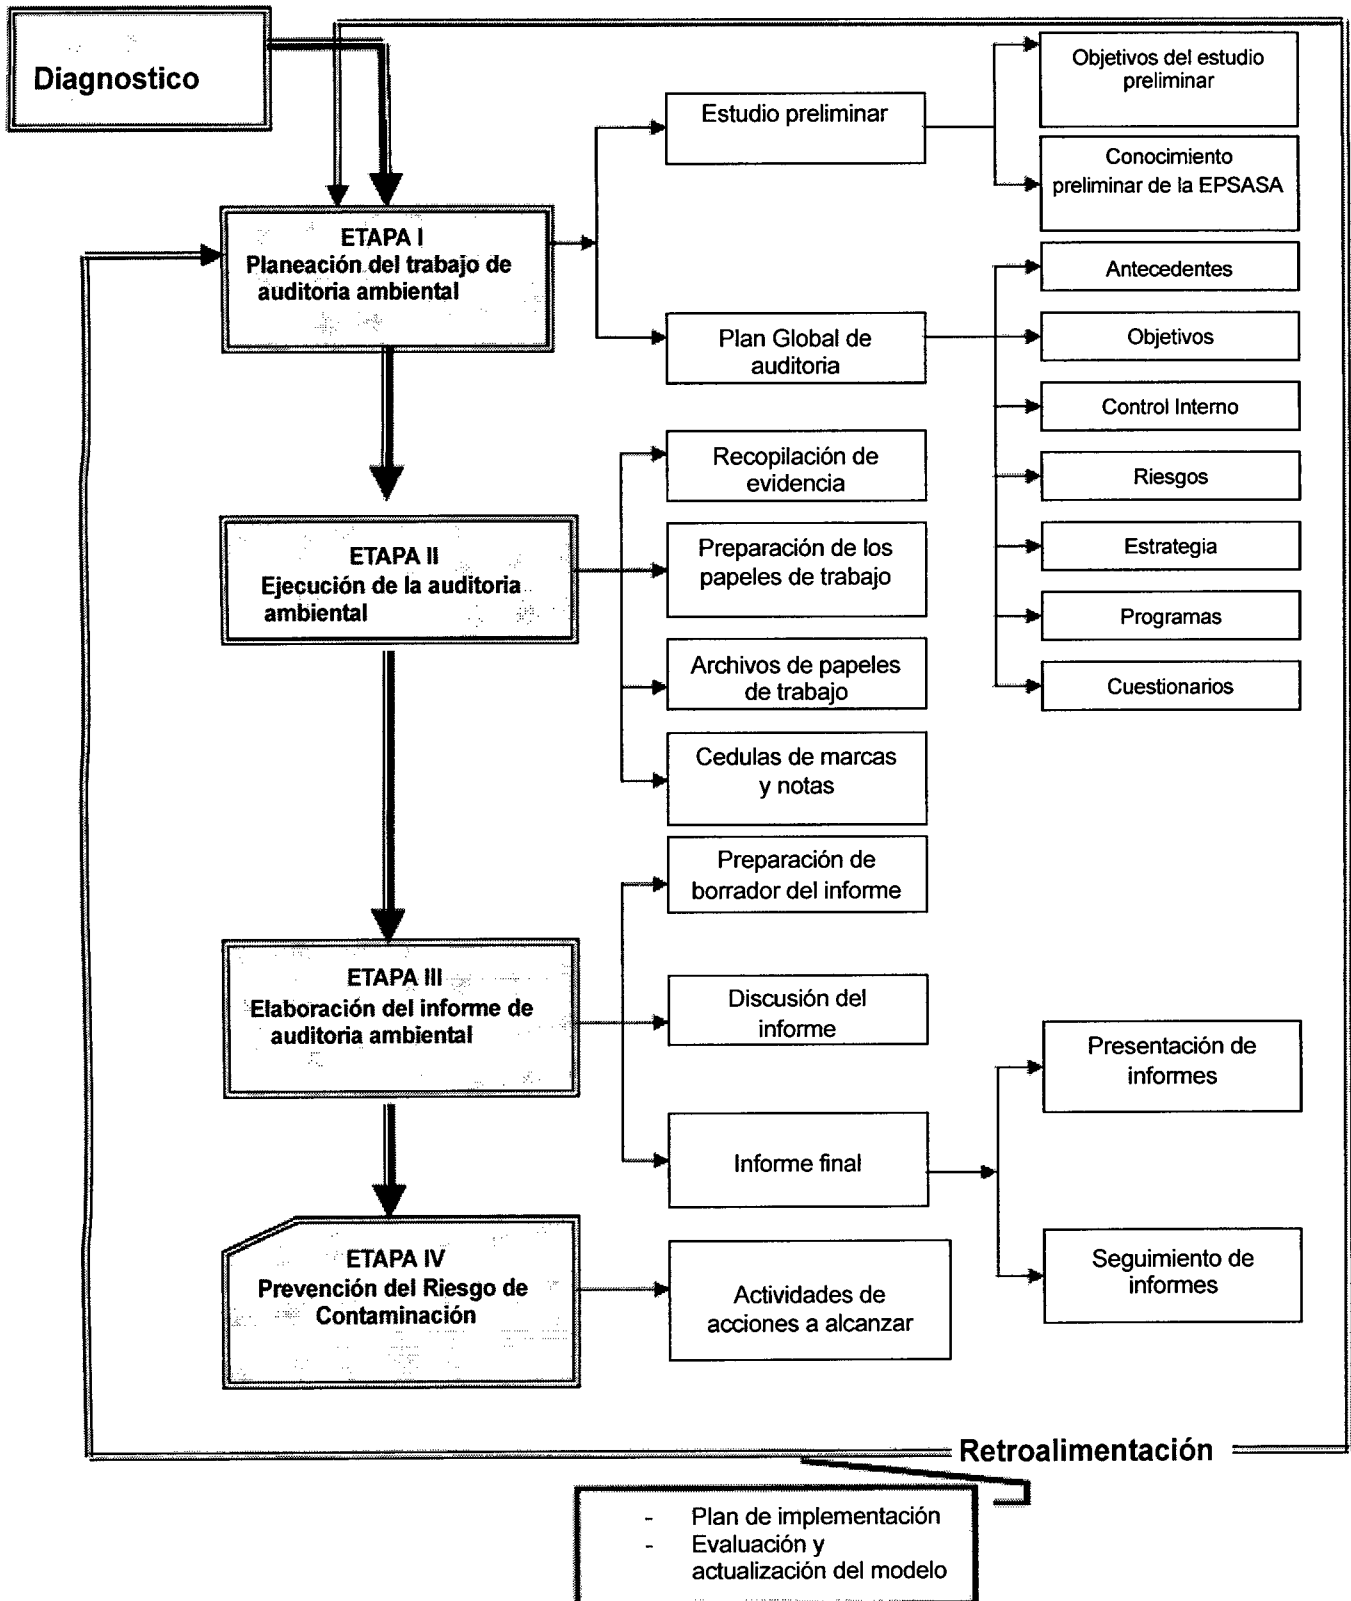 Diagnostico
ETAPA I
Planeación del trabajo de
auditoria ambiental
Estudio preliminar
Objetivos del estudio
preliminar
Conocimiento
preliminar de la EPSASA
Plan Global de
auditoria
Antecedentes
Objetivos
Control Interno
Riesgos
Estrategia
Programas
Cuestionarios
ETAPA II
Ejecución de la auditoria
ambiental
Recopilación de
evidencia
Preparación de los
papeles de trabajo
Archivos de papeles
de trabajo
Cedulas de marcas
y notas
ETAPA III
Elaboración del informe de
auditoria ambiental
Preparación de
borrador del informe
Discusión del
informe
Informe final
Presentación de
informes
Seguimiento de
informes
ETAPA IV
Prevención del Riesgo de
Contaminación
Actividades de
acciones a alcanzar
Retroalimentación
- Plan de implementación
- Evaluación y
actualización del modelo